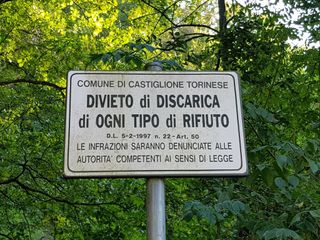 COMUNE DI CASTIGLIONE TORINESE
DIVIETO di DISCARICA
di OGNI TIPO di RIFIUTO
D.L. 5-2-1997 n. 22 - Art. 50
LE INFRAZIONI SARANNO DENUNCIATE ALLE
AUTORITA' COMPETENTI AI SENSI DI LEGGE